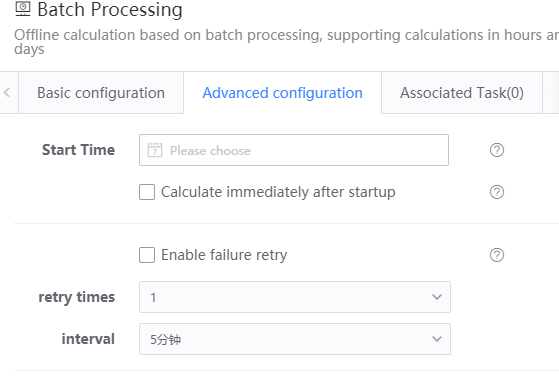 Batch Processing
Offline calculation based on batch processing, supporting calculations in hours
days
Basic configuration
Advanced configuration
Associated Task(0)
Start Time
7
Please choose
Calculate immediately after startup
Enable failure retry
retry times
1
interval
5分钟